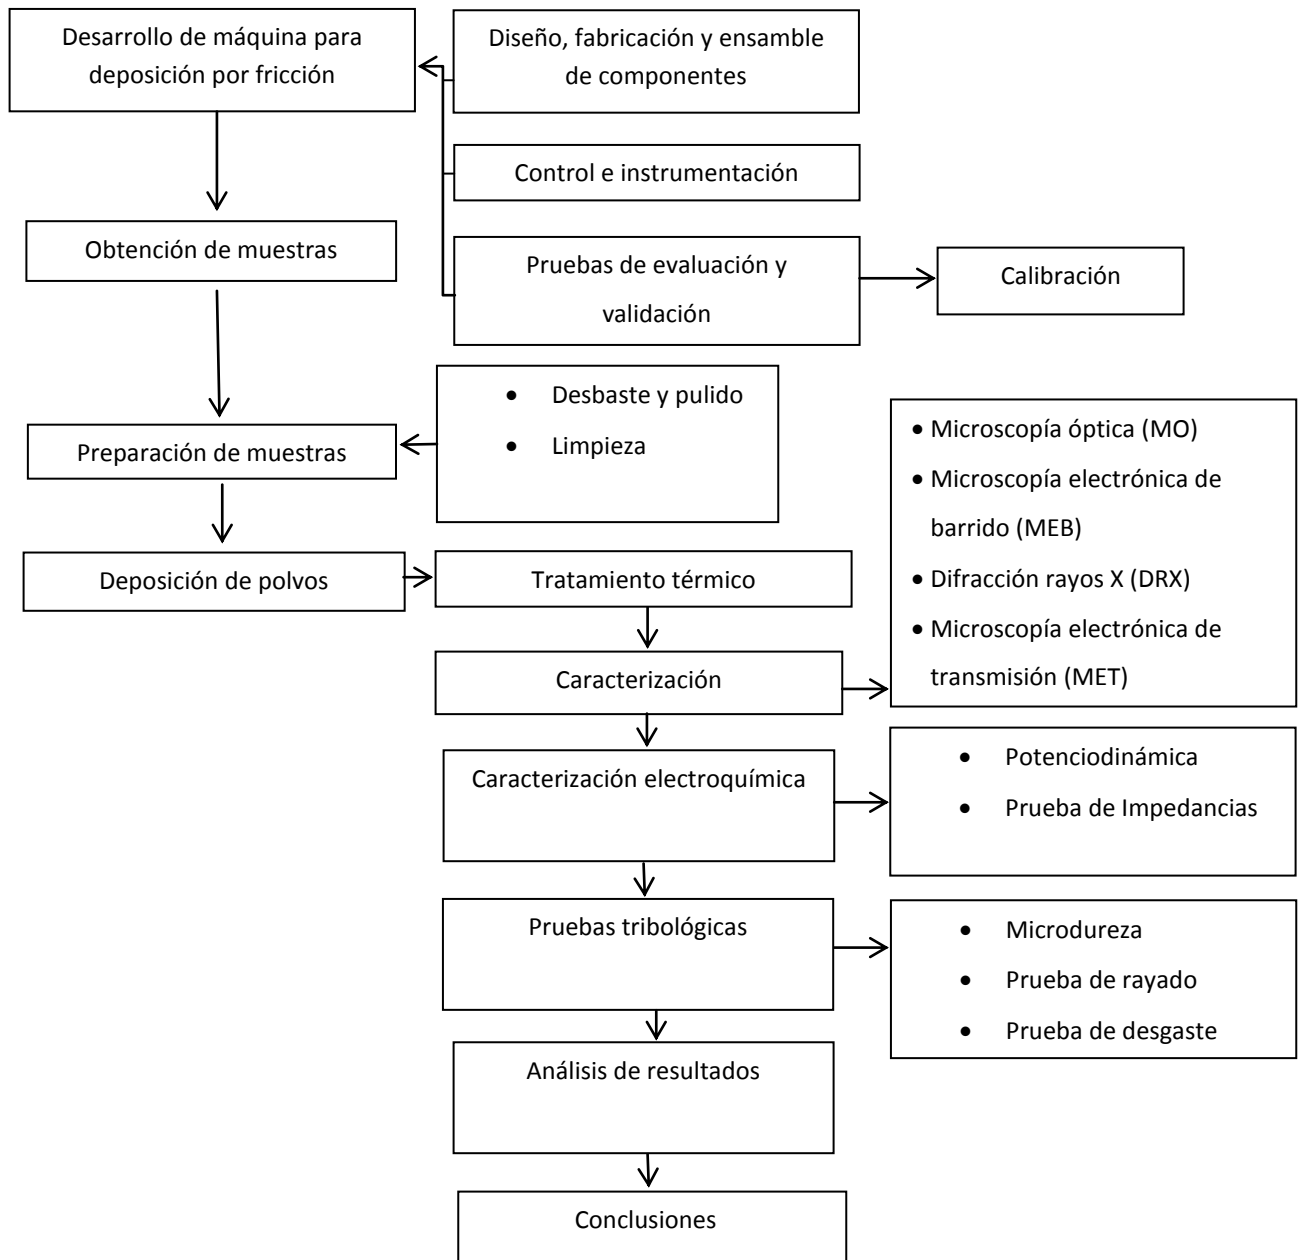 Desarrollo de máquina para
deposición por fricción
Diseño, fabricación y ensamble
de componentes
Control e instrumentación
Obtención de muestras
Pruebas de evaluación y
validación
Calibración
• Desbaste y pulido
• Limpieza
Preparación de muestras
• Microscopía óptica (MO)
• Microscopía electrónica de
barrido (MEB)
• Difracción rayos X (DRX)
• Microscopía electrónica de
transmisión (MET)
Deposición de polvos
Tratamiento térmico
Caracterización
Caracterización electroquímica
• Potenciodinámica
• Prueba de Impedancias
Pruebas tribológicas
• Microdureza
• Prueba de rayado
• Prueba de desgaste
Análisis de resultados
Conclusiones